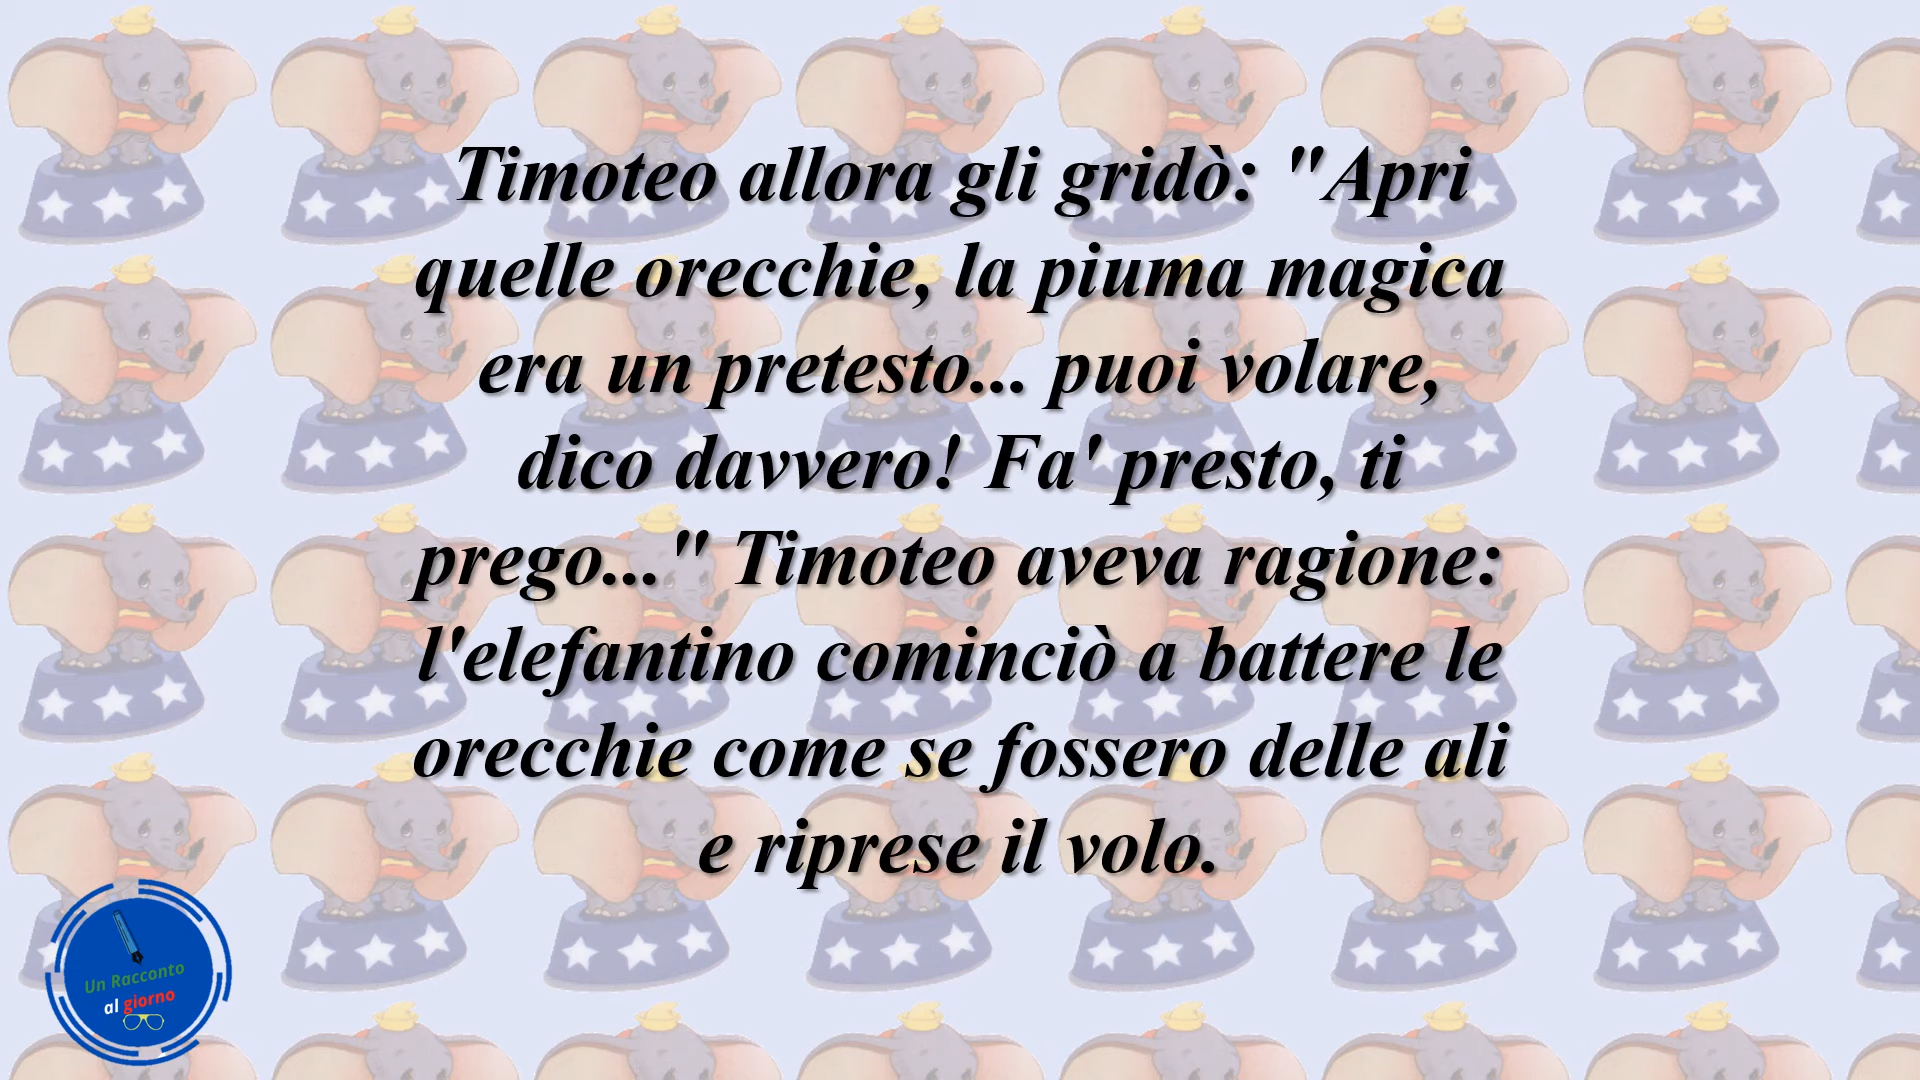 Timoteo allora gli gridò: "Apri
quelle orecchie, la piuma magica
era un pretesto... puoi volare,
dico davvero! Fa' presto, ti
prego..." Timoteo aveva ragione:
l'elefantino cominciò a battere le
orecchie come se fossero delle ali
e riprese il volo.
Un Racconto
al giorno